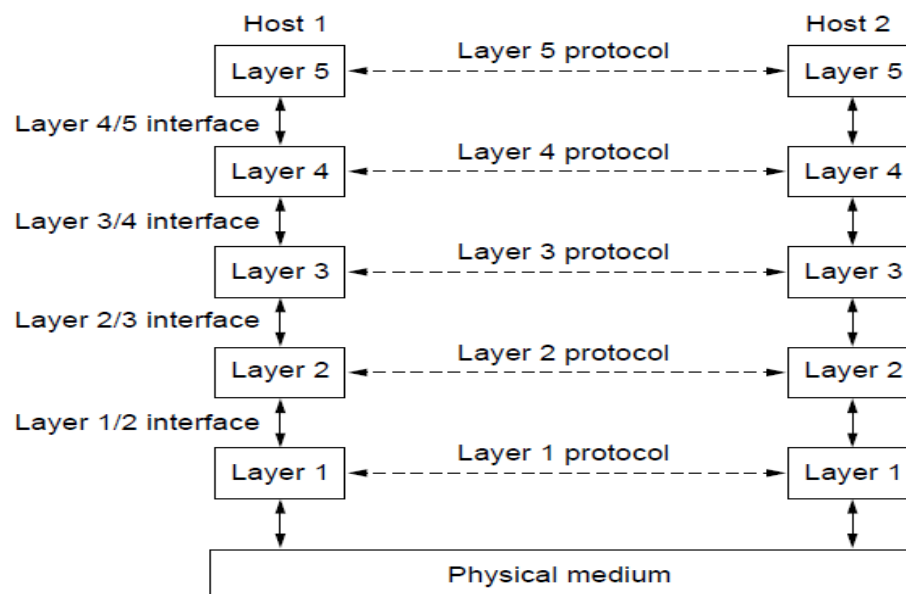 Host 1
Host 2
Layer 5 protocol
Layer 5
Layer 5
Layer 4/5 interface
Layer 4 protocol
Layer 4
Layer 4
Layer 3/4 interface
Layer 3 protocol
Layer 3
Layer 3
Layer 2/3 interface
Layer 2 protocol
Layer 2
Layer 2
Layer 1/2 interface
Layer 1 protocol
Layer 1
Layer 1
Physical medium